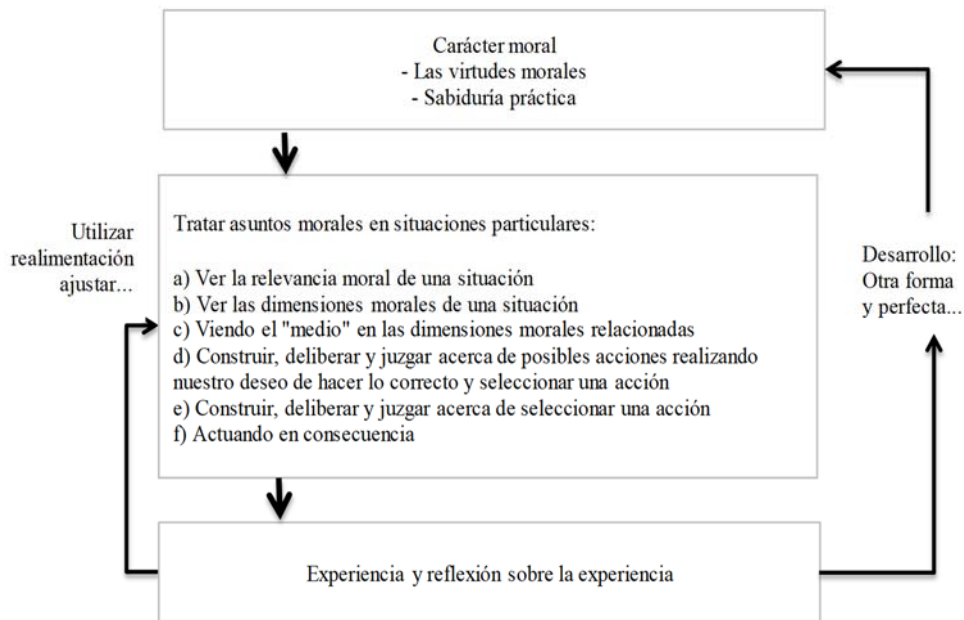 Carácter moral
- Las virtudes morales
- Sabiduría práctica
Utilizar
realimentación
ajustar...
Tratar asuntos morales en situaciones particulares:
a) Ver la relevancia moral de una situación
b) Ver las dimensiones morales de una situación
c) Viendo el "medio" en las dimensiones morales relacionadas
d) Construir, deliberar y juzgar acerca de posibles acciones realizando
nuestro deseo de hacer lo correcto y seleccionar una acción
e) Construir, deliberar y juzgar acerca de seleccionar una acción
f) Actuando en consecuencia
Desarrollo:
Otra forma
y perfecta...
Experiencia y reflexión sobre la experiencia